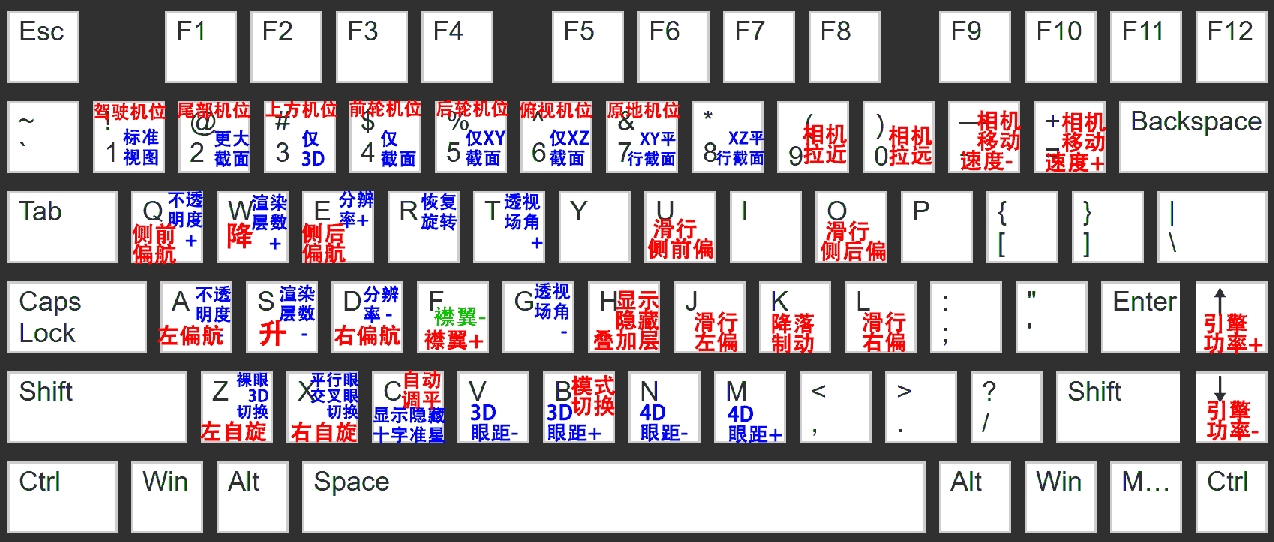 Esc F1 F2 F3 F4 F5 F6 F7 F8 F9 F10 F11 F12
~ `
驾驶机位
! 标准
1 视图
尾部机位
@ 更大
2 截面
上方机位
# 仅
3 3D
前轮机位
$ 仅
4 截面
后轮机位
% 仅XY
5 截面
俯视机位
^ 仅XZ
6 截面
原地机位
& XY平
7 行截面
* XZ平
8 行截面
( 相机
9 拉近
) 相机
0 拉远
— 相机
移动
速度-
+ 相机
= 移动
速度+
Backspace
Tab
Q 不透
明度
+
侧前
偏航
W 渲染
层数
+
降
E 分辨
率+
侧后
偏航
R 恢复
旋转
T 透视
场角
+
Y
U
滑行
侧前偏
I
O
滑行
侧后偏
P
{
[
}
]
|
\
Caps
Lock
A 不透
明度
-
左偏航
S 渲染
层数
-
升
D 分辨
率-
右偏航
F
襟翼-
襟翼+
G 透视
场角
-
H 显示
隐藏
叠加层
J
滑行
左偏
K
降落
制动
L
滑行
右偏
:
;
"
'
Enter
↑
引擎
功率+
Shift
Z 裸眼
3D
切换
左自旋
X 平行眼
交叉眼
切换
右自旋
C 自动
调平
显示隐藏
十字准星
V
3D
眼距-
B 模式
切换
3D
眼距+
N
4D
眼距-
M
4D
眼距+
<
,
>
.
?
/
Shift
↓
引擎
功率-
Ctrl Win Alt Space Alt Win M... Ctrl